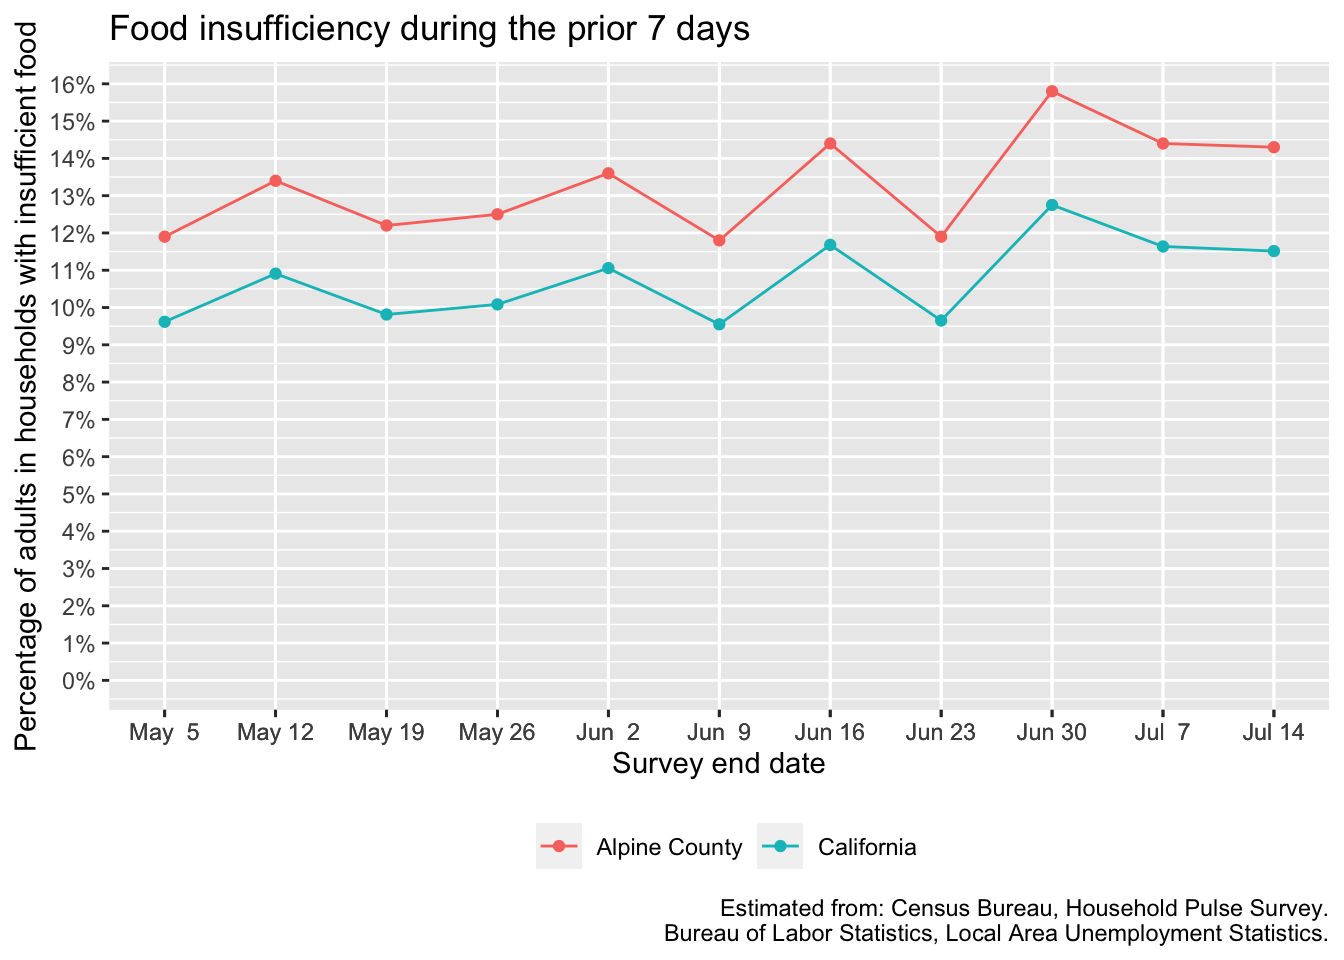 Food insufficiency during the prior 7 days
Percentage of adults in households with insufficient food
16%
15%
14%
13%
12%
11%
10%
9%
8%
7%
6%
5%
4%
3%
2%
1%
0%
May 5 May 12 May 19 May 26 Jun 2 Jun 9 Jun 16 Jun 23 Jun 30 Jul 7 Jul 14
Survey end date
Alpine County California
Estimated from: Census Bureau, Household Pulse Survey.
Bureau of Labor Statistics, Local Area Unemployment Statistics.